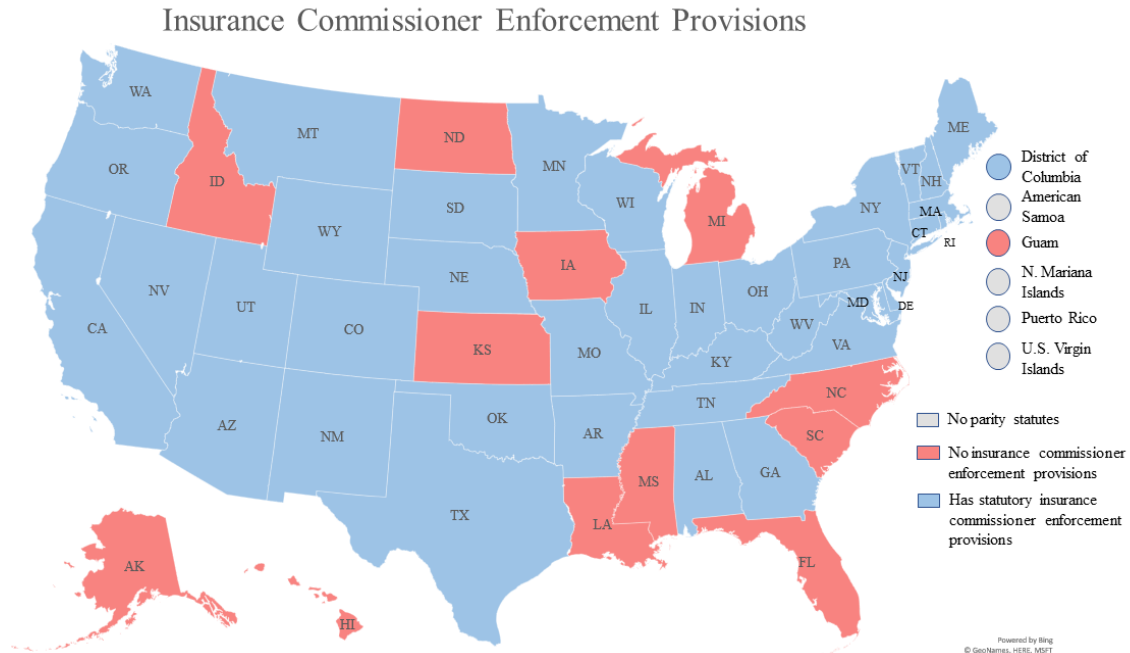 Insurance Commissioner Enforcement Provisions
WA
MT
ND
MN
ME
OR
ID
SD
WI
MI
VT
NH
NY
MA
CT
RI
WY
IA
NE
PA
NJ
NV
UT
CO
IL
IN
OH
MD
DE
WV
CA
KS
MO
KY
VA
AZ
NM
OK
AR
TN
NC
SC
TX
LA
MS
AL
GA
FL
AK
HI
District of
Columbia
American
Samoa
Guam
N. Mariana
Islands
Puerto Rico
U.S. Virgin
Islands
No parity statutes
No insurance commissioner
enforcement provisions
Has statutory insurance
commissioner enforcement
provisions
Powered by Bing
© GeoNames, HERE, MSFT